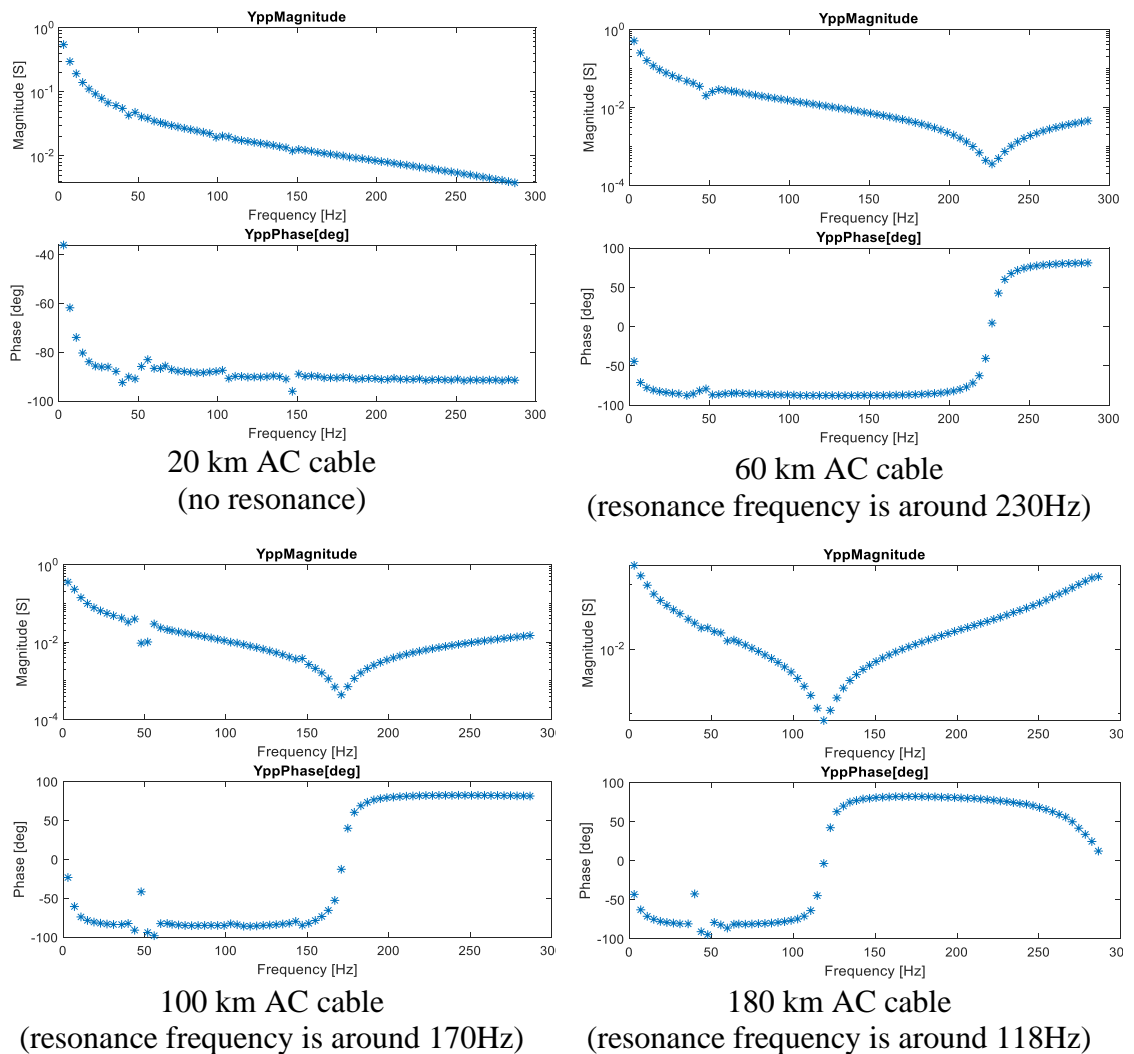 YppMagnitude
10^0
10^-1
10^-2
Magnitude [S]
0 50 100 150 200 250 300
Frequency [Hz]
YppPhase[deg]
-40
-60
-80
-100
Phase [deg]
0 50 100 150 200 250 300
Frequency [Hz]
20 km AC cable
(no resonance)
YppMagnitude
10^0
10^-2
10^-4
Magnitude [S]
0 50 100 150 200 250 300
Frequency [Hz]
YppPhase[deg]
100
50
0
-50
-100
Phase [deg]
0 50 100 150 200 250 300
Frequency [Hz]
60 km AC cable
(resonance frequency is around 230Hz)
YppMagnitude
10^0
10^-2
10^-4
Magnitude [S]
0 50 100 150 200 250 30
Frequency [Hz]
YppPhase[deg]
100
50
0
-50
-100
Phase [deg]
0 50 100 150 200 250 30
Frequency [Hz]
100 km AC cable
(resonance frequency is around 170Hz)
YppMagnitude
10^-2
Magnitude [S]
0 50 100 150 200 250 300
Frequency [Hz]
YppPhase[deg]
100
50
0
-50
-100
Phase [deg]
0 50 100 150 200 250 300
Frequency [Hz]
180 km AC cable
(resonance frequency is around 118Hz)